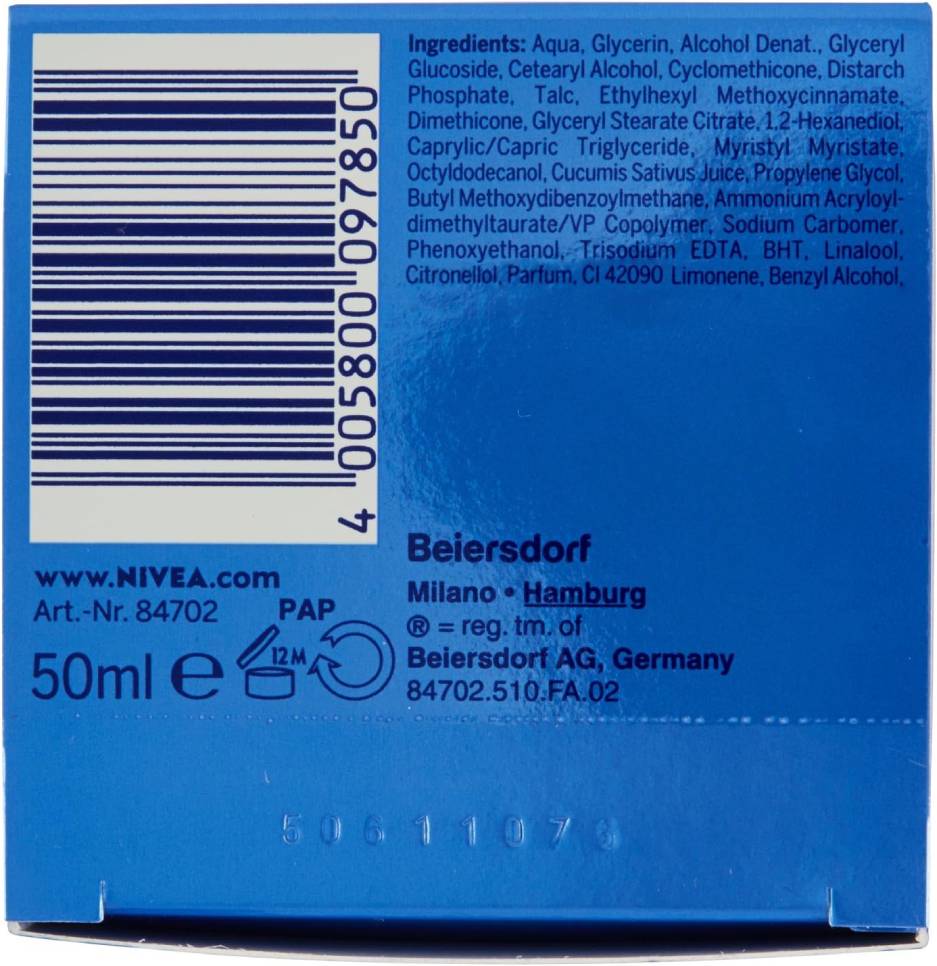 Ingredients: Aqua, Glycerin, Alcohol Denat., Glyceryl
Glucoside, Cetearyl Alcohol, Cyclomethicone, Distarch
Phosphate, Talc, Ethylhexyl Methoxycinnamate,
Dimethicone, Glyceryl Stearate Citrate, 1,2-Hexanediol,
Caprylic/Capric Triglyceride, Myristyl Myristate,
Octyldodecanol, Cucumis Sativus Juice, Propylene Glycol,
Butyl Methoxydibenzoylmethane, Ammonium Acryloyl-
dimethyltaurate/VP Copolymer, Sodium Carbomer,
Phenoxyethanol, Trisodium EDTA, BHT, Linalool,
Citronellol, Parfum, CI 42090 Limonene, Benzyl Alcohol,
4 005800 097850
www.NIVEA.com
Art.-Nr. 84702
PAP
50ml e
12M
Beiersdorf
Milano • Hamburg
® = reg. tm. of
Beiersdorf AG, Germany
84702.510.FA.02
5061107